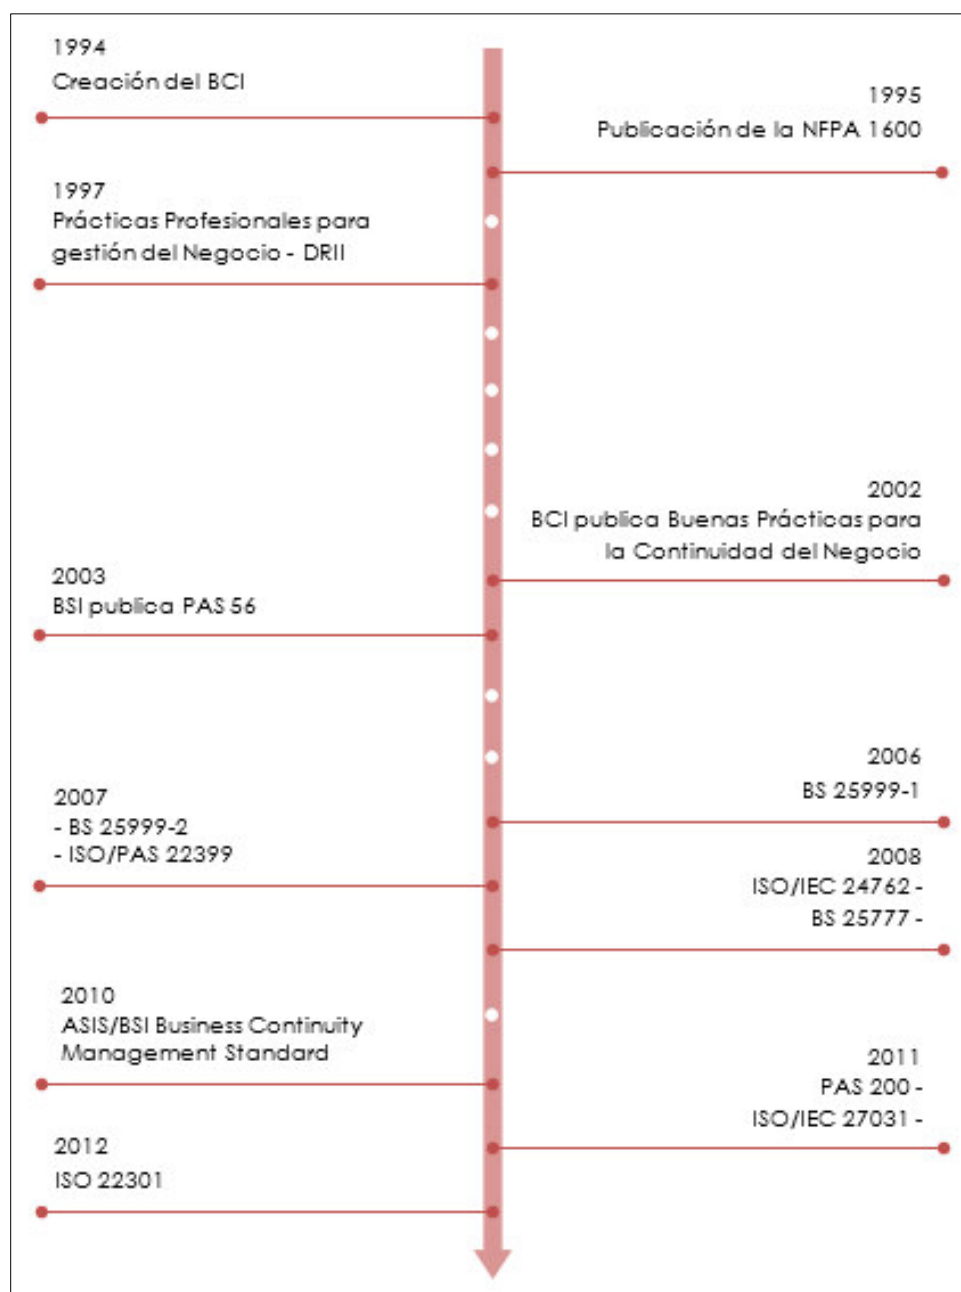 1994
Creación del BCI
1995
Publicación de la NFPA 1600
1997
Prácticas Profesionales para
gestión del Negocio - DRII
2002
BCI publica Buenas Prácticas para
la Continuidad del Negocio
2003
BSI publica PAS 56
2006
BS 25999-1
2007
- BS 25999-2
- ISO/PAS 22399
2008
ISO/IEC 24762 -
BS 25777 -
2010
ASIS/BSI Business Continuity
Management Standard
2011
PAS 200 -
ISO/IEC 27031 -
2012
ISO 22301